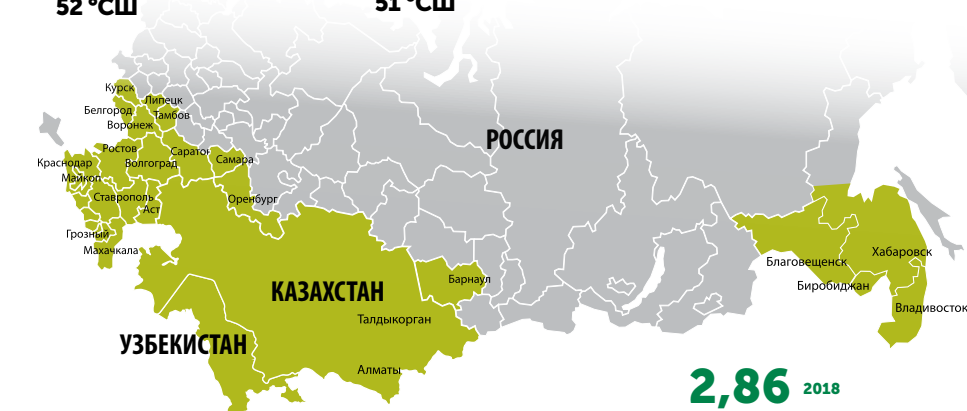 52 °СШ
51 °СШ
Курск
Липецк
Белгород
Тамбов
Воронеж
РОССИЯ
Ростов
Саратов
Краснодар
Волгоград
Самара
Майкоп
Ставрополь
Оренбург
Аст
Грозный
Махачкала
Хабаровск
Благовещенск
Барнаул
Биробиджан
КАЗАХСТАН
Владивосток
Талдыкорган
УЗБЕКИСТАН
Алматы
2,86 2018